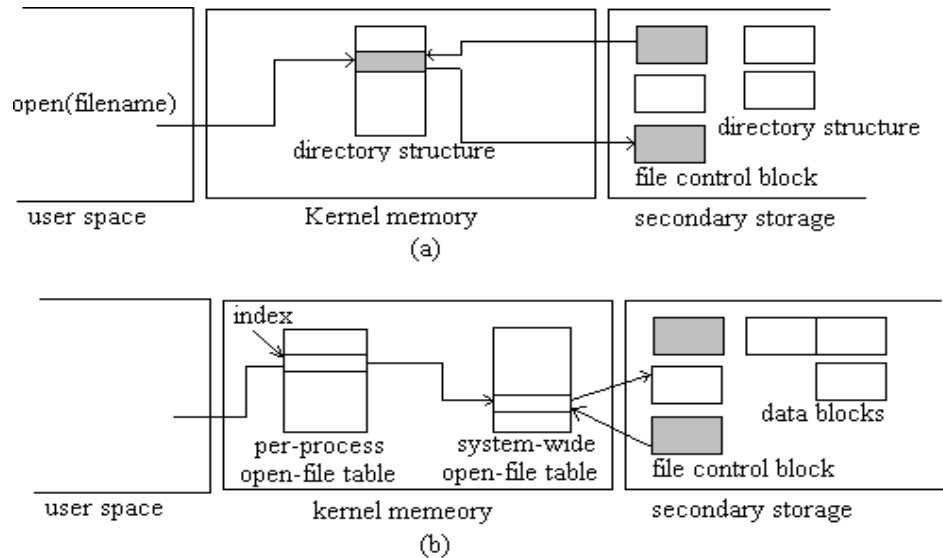 open(filename)
directory structure
directory structure
file control block
user space
Kernel memory
secondary storage
(a)
index
per-process
open-file table
system-wide
open-file table
data blocks
file control block
user space
kernel memeory
secondary storage
(b)